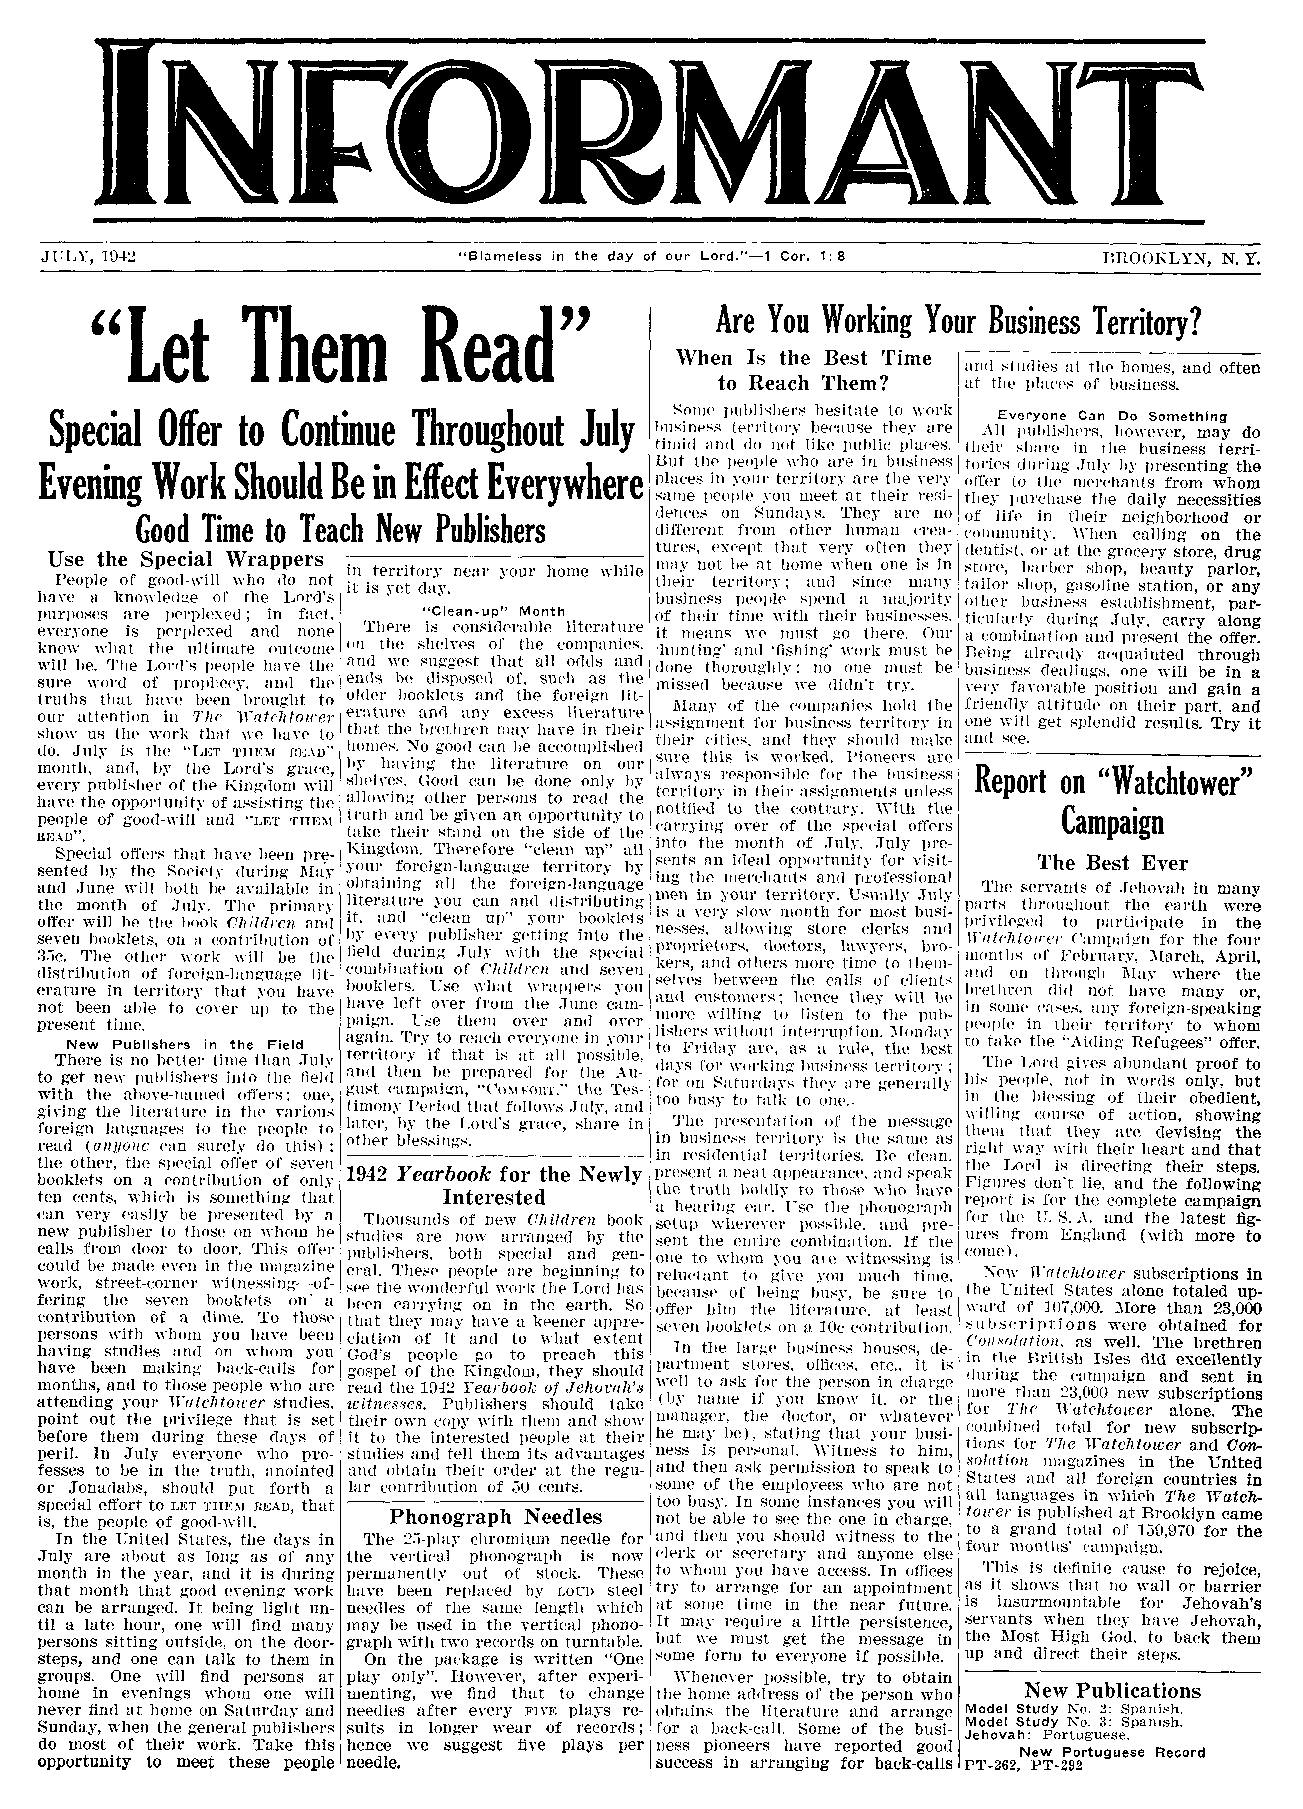 INFORMANT
JULY, 1942
"Blameless in the day of our Lord."—1 Cor. 1:8
BROOKLYN, N. Y.
"Let Them Read"
Special Offer to Continue Throughout July
Evening Work Should Be in Effect Everywhere
Good Time to Teach New Publishers
Use the Special Wrappers
People of good-will who do not
have a knowledge of the Lord's
purposes are perplexed; in fact,
everyone is perplexed and none
know what the ultimate outcome
will be. The Lord's people have the
sure word of prophecy, and the
truths that have been brought to
our attention in The Watchtower
show us the work that we have to
do. July is the "LET THEM READ"
month, and, by the Lord's grace,
every publisher of the Kingdom will
have the opportunity of assisting the
people of good-will and "LET THEM
READ".
Special offers that have been pre-
sented by the Society during May
and June will both be available in
the month of July. The primary
offer will be the book Children and
seven booklets, on a contribution of
35c. The other work will be the
distribution of foreign-language lit-
erature in territory that you have
not been able to cover up to the
present time.
New Publishers in the Field
There is no better time than July
to get new publishers into the field
with the above-named offers; one,
giving the literature in the various
foreign languages to the people to
read (anyone can surely do this);
the other, the special offer of seven
booklets on a contribution of only
ten cents, which is something that
can very easily be presented by a
new publisher to those on whom he
calls from door to door. This offer
could be made even in the magazine
work, street-corner witnessing—of-
fering the seven booklets on a
contribution of a dime. To those
persons with whom you have been
having studies and on whom you
have been making back-calls for
months, and to those people who are
attending your Watchtower studies,
point out the privilege that is set
before them during these days of
peril. In July everyone who pro-
fesses to be in the truth, anointed
or Jonadabs, should put forth a
special effort to LET THEM READ, that
is, the people of good-will.
In the United States, the days in
July are about as long as of any
month in the year, and it is during
that month that good evening work
can be arranged. It being light un-
til a late hour, one will find many
persons sitting outside, on the door-
steps, and one can talk to them in
groups. One will find persons at
home in evenings whom one will
never find at home on Saturday and
Sunday, when the general publishers
do most of their work. Take this
opportunity to meet these people
in territory near your home while
it is yet day.
"Clean-up" Month
There is considerable literature
on the shelves of the companies,
and we suggest that all odds and
ends be disposed of, such as the
older booklets and the foreign lit-
erature and any excess literature
that the brethren may have in their
homes. No good can be accomplished
by having the literature on our
shelves. Good can be done only by
allowing other persons to read the
truth and be given an opportunity to
take their stand on the side of the
Kingdom. Therefore "clean up" all
your foreign-language territory by
obtaining all the foreign-language
literature you can and distributing
it, and "clean up" your booklets
by every publisher getting into the
field during July with the special
combination of Children and seven
booklets. Use what wrappers you
have left over from the June cam-
paign. Use them over and over
again. Try to reach everyone in your
territory if that is at all possible,
and then be prepared for the Au-
gust campaign, "COMFORT," the Tes-
timony Period that follows July, and
later, by the Lord's grace, share in
other blessings.
1942 Yearbook for the Newly
Interested
Thousands of new Children book
studies are now arranged by the
publishers, both special and gen-
eral. These people are beginning to
see the wonderful work the Lord has
been carrying on in the earth. So
that they may have a keener appre-
ciation of it and to what extent
God's people go to preach this
gospel of the Kingdom, they should
read the 1942 Yearbook of Jehovah's
witnesses. Publishers should take
their own copy with them and show
it to the interested people at their
studies and tell them its advantages
and obtain their order at the regu-
lar contribution of 50 cents.
Phonograph Needles
The 25-play chromium needle for
the vertical phonograph is now
permanently out of stock. These
have been replaced by LOUD steel
needles of the same length which
may be used in the vertical phono-
graph with two records on turntable.
On the package is written "One
play only". However, after experi-
menting, we find that to change
needles after every FIVE plays re-
sults in longer wear of records;
hence we suggest five plays per
needle.
Are You Working Your Business Territory?
When Is the Best Time
to Reach Them?
Some publishers hesitate to work
business territory because they are
timid and do not like public places.
But the people who are in business
places in your territory are the very
same people you meet at their resi-
dences on Sundays. They are no
different from other human crea-
tures, except that very often they
may not be at home when one is in
their territory; and since many
business people spend a majority
of their time with their businesses,
it means we must go there. Our
'hunting' and 'fishing' work must be
done thoroughly; no one must be
missed because we didn't try.
Many of the companies hold the
assignment for business territory in
their cities, and they should make
sure this is worked. Pioneers are
always responsible for the business
territory in their assignments unless
notified to the contrary. With the
carrying over of the special offers
into the month of July, July pre-
sents an ideal opportunity for visit-
ing the merchants and professional
men in your territory. Usually July
is a very slow month for most busi-
nesses, allowing store clerks and
proprietors, doctors, lawyers, bro-
kers, and others more time to them-
selves between the calls of clients
and customers; hence they will be
more willing to listen to the pub-
lishers without interruption. Monday
to Friday are, as a rule, the best
days for working business territory;
for on Saturdays they are generally
too busy to talk to one.
The presentation of the message
in business territory is the same as
in residential territories. Be clean,
present a neat appearance, and speak
the truth boldly to those who have
a hearing ear. Use the phonograph
setup wherever possible, and pre-
sent the entire combination. If the
one to whom you are witnessing is
reluctant to give you much time,
because of being busy, be sure to
offer him the literature, at least
seven booklets on a 10c contribution.
In the large business houses, de-
partment stores, offices, etc., it is
well to ask for the person in charge
(by name if you know it, or the
manager, the doctor, or whatever
he may be), stating that your busi-
ness is personal. Witness to him,
and then ask permission to speak to
some of the employees who are not
too busy. In some instances you will
not be able to see the one in charge,
and then you should witness to the
clerk or secretary and anyone else
to whom you have access. In offices
try to arrange for an appointment
at some time in the near future.
It may require a little persistence,
but we must get the message in
some form to everyone if possible.
Whenever possible, try to obtain
the home address of the person who
obtains the literature and arrange
for a back-call. Some of the busi-
ness pioneers have reported good
success in arranging for back-calls
and studies at the homes, and often
at the places of business.
Everyone Can Do Something
All publishers, however, may do
their share in the business terri-
tories during July by presenting the
offer to the merchants from whom
they purchase the daily necessities
of life in their neighborhood or
community. When calling on the
dentist, or at the grocery store, drug
store, barber shop, beauty parlor,
tailor shop, gasoline station, or any
other business establishment, par-
ticularly during July, carry along
a combination and present the offer.
Being already acquainted through
business dealings, one will be in a
very favorable position and gain a
friendly attitude on their part, and
one will get splendid results. Try it
and see.
Report on "Watchtower"
Campaign
The Best Ever
The servants of Jehovah in many
parts throughout the earth were
privileged to participate in the
Watchtower Campaign for the four
months of February, March, April,
and on through May where the
brethren did not have many or,
in some cases, any foreign-speaking
people in their territory to whom
to take the "Aiding Refugees" offer.
The Lord gives abundant proof to
his people, not in words only, but
in the blessing of their obedient,
willing course of action, showing
them that they are devising the
right way with their heart and that
the Lord is directing their steps.
Figures don't lie, and the following
report is for the complete campaign
for the U. S. A. and the latest fig-
ures from England (with more to
come).
New Watchtower subscriptions in
the United States alone totaled up-
ward of 107,000. More than 23,000
subscriptions were obtained for
Consolation, as well. The brethren
in the British Isles did excellently
during the campaign and sent in
more than 23,000 new subscriptions
for The Watchtower alone. The
combined total for new subscrip-
tions for The Watchtower and Con-
solation magazines in the United
States and all foreign countries in
all languages in which The Watch-
tower is published at Brooklyn came
to a grand total of 159,970 for the
four months' campaign.
This is definite cause to rejoice,
as it shows that no wall or barrier
is insurmountable for Jehovah's
servants when they have Jehovah,
the Most High God, to back them
up and direct their steps.
New Publications
Model Study No. 2: Spanish.
Model Study No. 3: Spanish.
Jehovah: Portuguese.
New Portuguese Record
PT-262, PT-292